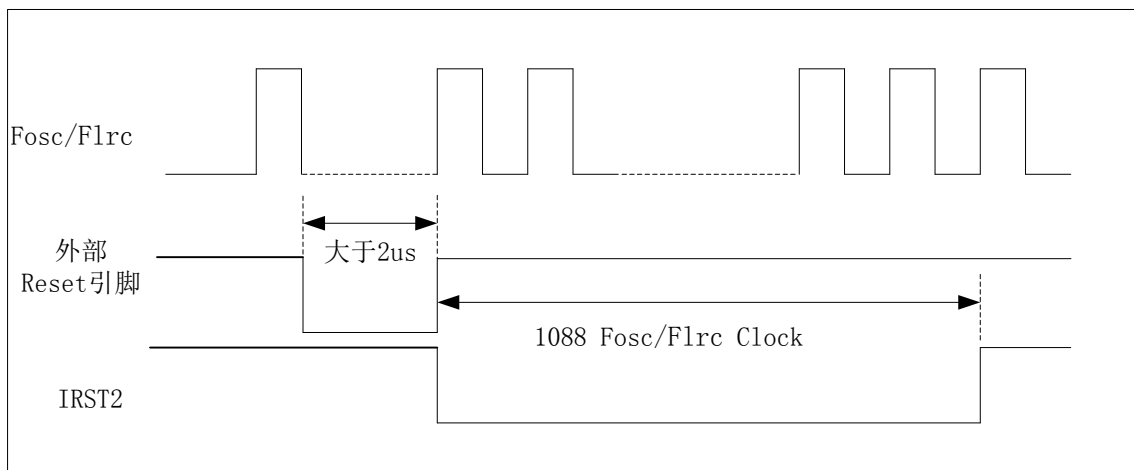 Fosc/Flrc
外部
Reset引脚
大于2us
1088 Fosc/Flrc Clock
IRST2